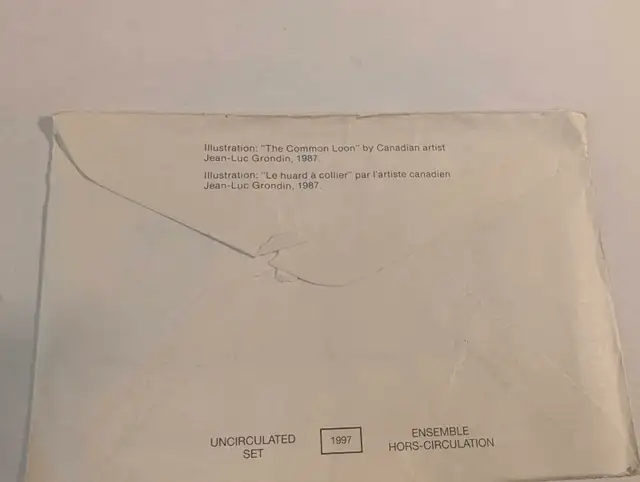 Illustration: "The Common Loon" by Canadian artist
Jean-Luc Grondin, 1987.
Illustration: "Le huard à collier" par l'artiste canadien
Jean-Luc Grondin, 1987.
UNCIRCULATED
SET
1997
ENSEMBLE
HORS-CIRCULATION